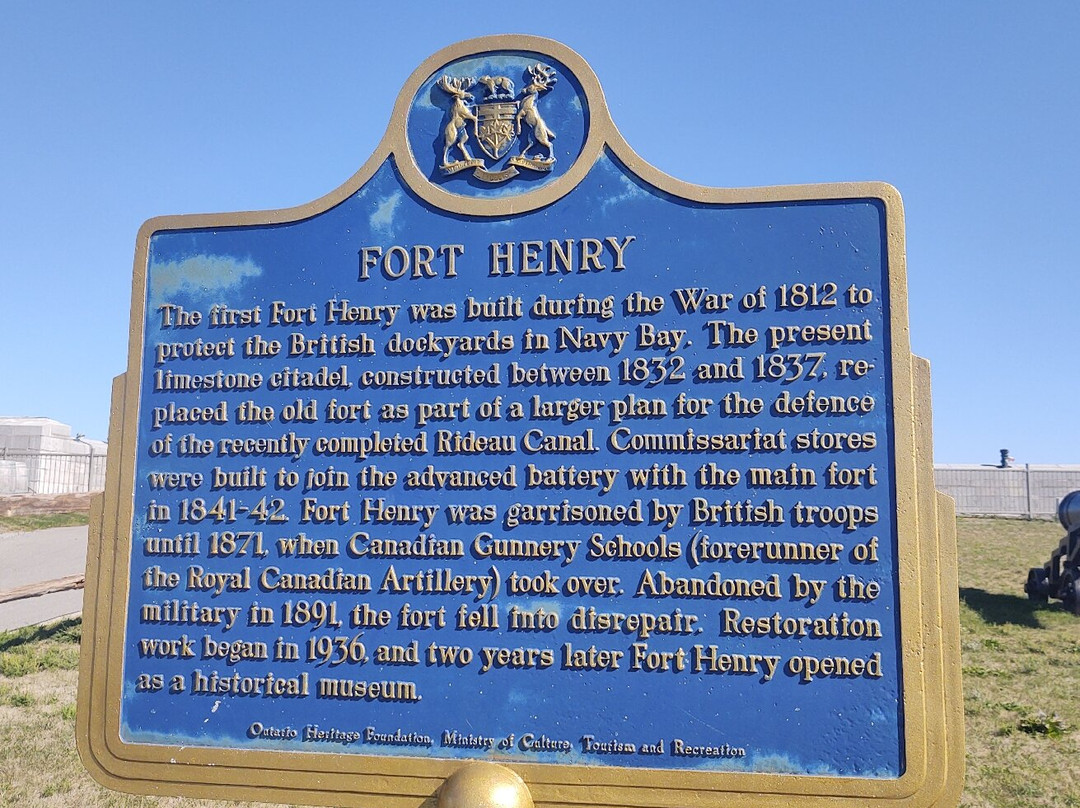 FORT HENRY
The first Fort Henry was built during the War of 1812 to
protect the British dockyards in Navy Bay. The present
limestone citadel, constructed between 1832 and 1837, re-
placed the old fort as part of a larger plan for the defence
of the recently completed Rideau Canal. Commissariat stores
were built to join the advanced battery with the main fort
in 1841-42. Fort Henry was garrisoned by British troops
until 1871, when Canadian Gunnery Schools (forerunner of
the Royal Canadian Artillery) took over. Abandoned by the
military in 1891, the fort fell into disrepair. Restoration
work began in 1936, and two years later Fort Henry opened
as a historical museum.
Ontario Heritage Foundation, Ministry of Culture, Tourism and Recreation